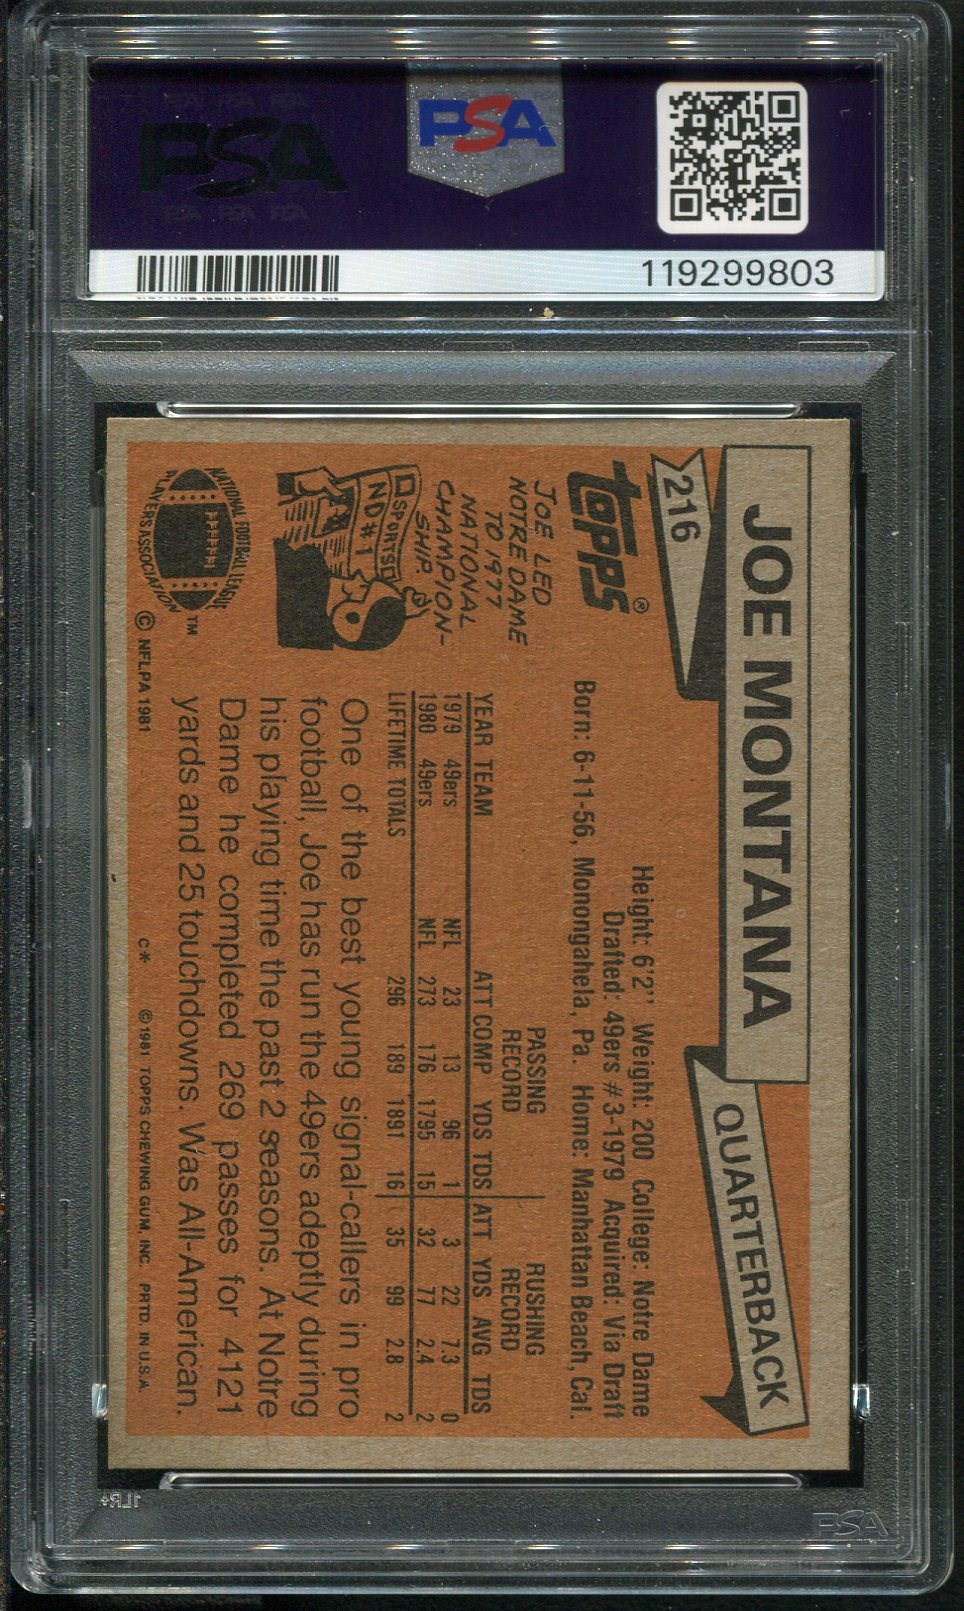 PSA
PSA
119299803
JOE MONTANA
QUARTERBACK
216
Topps®
Height: 6'2" Weight: 200 College: Notre Dame
Drafted: 49ers #3-1979 Acquired: Via Draft
Born: 6-11-56, Monongahela, Pa. Home: Manhattan Beach, Cal.
JOE LED
NOTRE DAME
TO 1977
NATIONAL
CHAMPION-
SHIP.
SPORTS
ND #1
PASSING RUSHING
RECORD RECORD
YEAR TEAM ATT COMP YDS TDS ATT YDS AVG TDS
1979 49ers NFL 23 13 96 1 3 22 7.3 0
1980 49ers NFL 273 176 1795 15 32 77 2.4 2
LIFETIME TOTALS 296 189 1891 16 35 99 2.8 2
One of the best young signal-callers in pro
football, Joe has run the 49ers adeptly during
his playing time the past 2 seasons. At Notre
Dame he completed 269 passes for 4121
yards and 25 touchdowns. Was All-American.
NATIONAL FOOTBALL LEAGUE
PLAYERS ASSOCIATION
TM
© NFLPA 1981
C* © 1981 TOPPS CHEWING GUM, INC. PRTD. IN U.S.A.
PSA